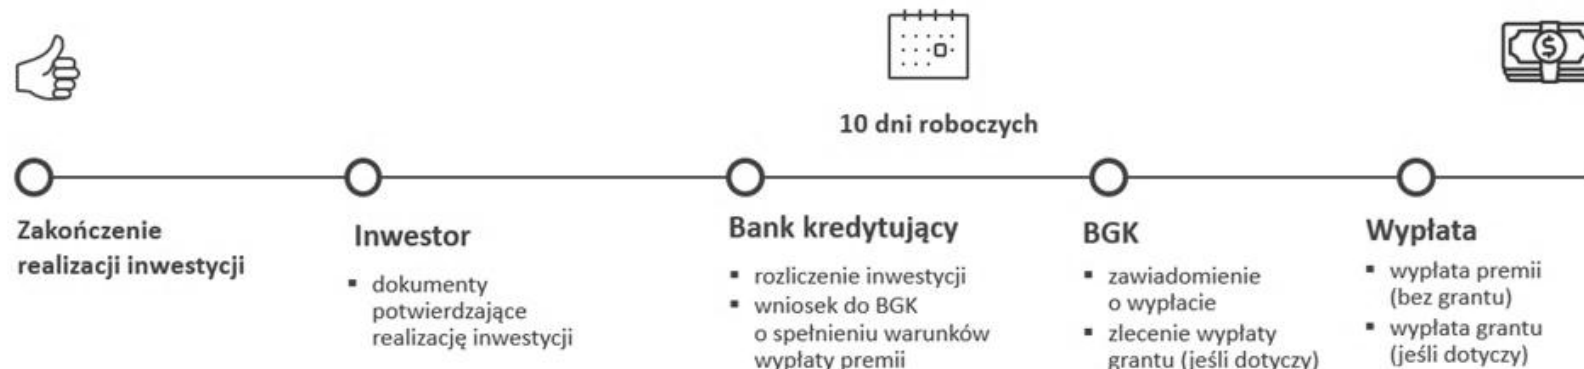 10 dni roboczych
Zakończenie
realizacji inwestycji
Inwestor
▪ dokumenty
potwierdzające
realizację inwestycji
Bank kredytujący
▪ rozliczenie inwestycji
▪ wniosek do BGK
o spełnieniu warunków
wypłaty premii
BGK
▪ zawiadomienie
o wypłacie
▪ zlecenie wypłaty
grantu (jeśli dotyczy)
Wypłata
▪ wypłata premii
(bez grantu)
▪ wypłata grantu
(jeśli dotyczy)
$